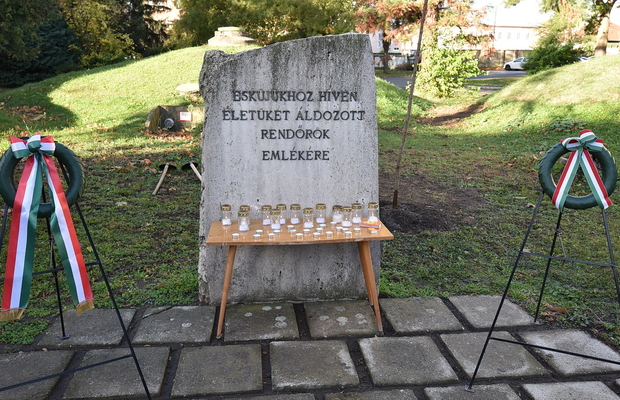 ESKÜJÜKHÖZ HÍVEN
ÉLETÜKET ÁLDOZOTT
RENDŐRÖK
EMLÉKÉRE